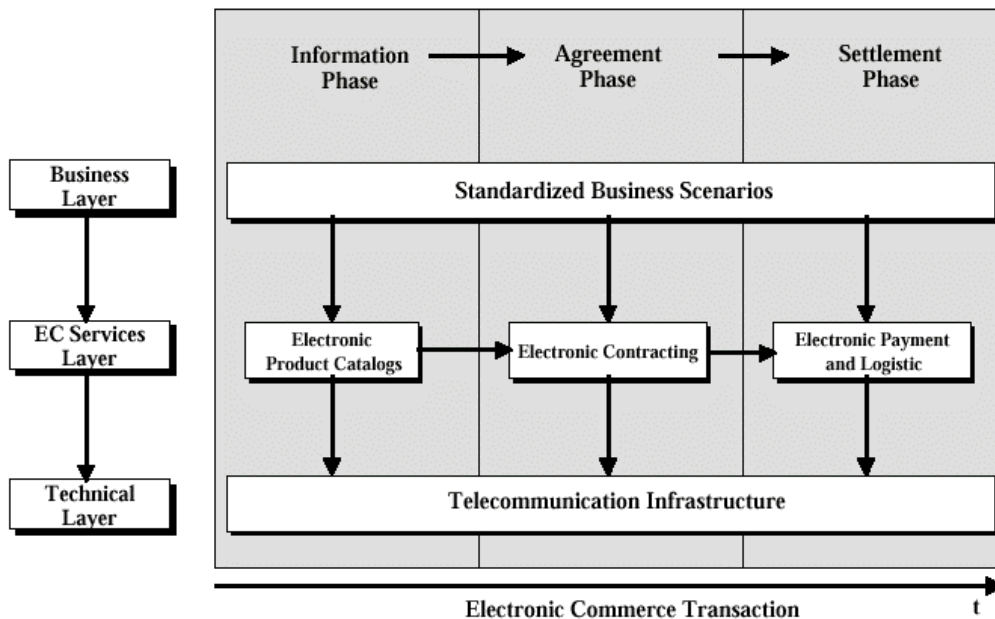 Information
Phase
Agreement
Phase
Settlement
Phase
Business
Layer
Standardized Business Scenarios
EC Services
Layer
Electronic
Product Catalogs
Electronic Contracting
Electronic Payment
and Logistic
Technical
Layer
Telecommunication Infrastructure
Electronic Commerce Transaction
t